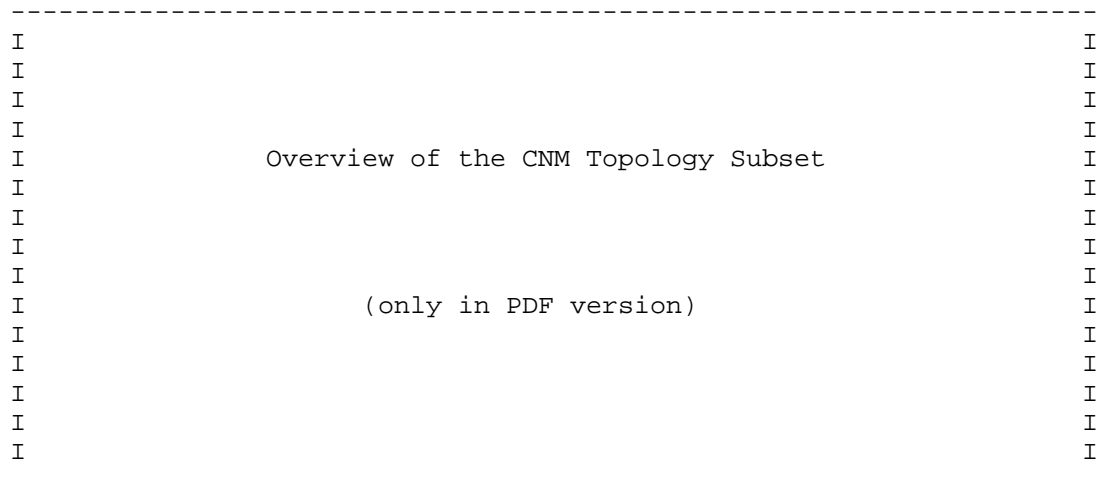 ----------------------------------------------------------------------
I                                                                    I
I                                                                    I
I                                                                    I
I                                                                    I
I                Overview of the CNM Topology Subset                 I
I                                                                    I
I                                                                    I
I                                                                    I
I                                                                    I
I                      (only in PDF version)                         I
I                                                                    I
I                                                                    I
I                                                                    I
I                                                                    I
I                                                                    I